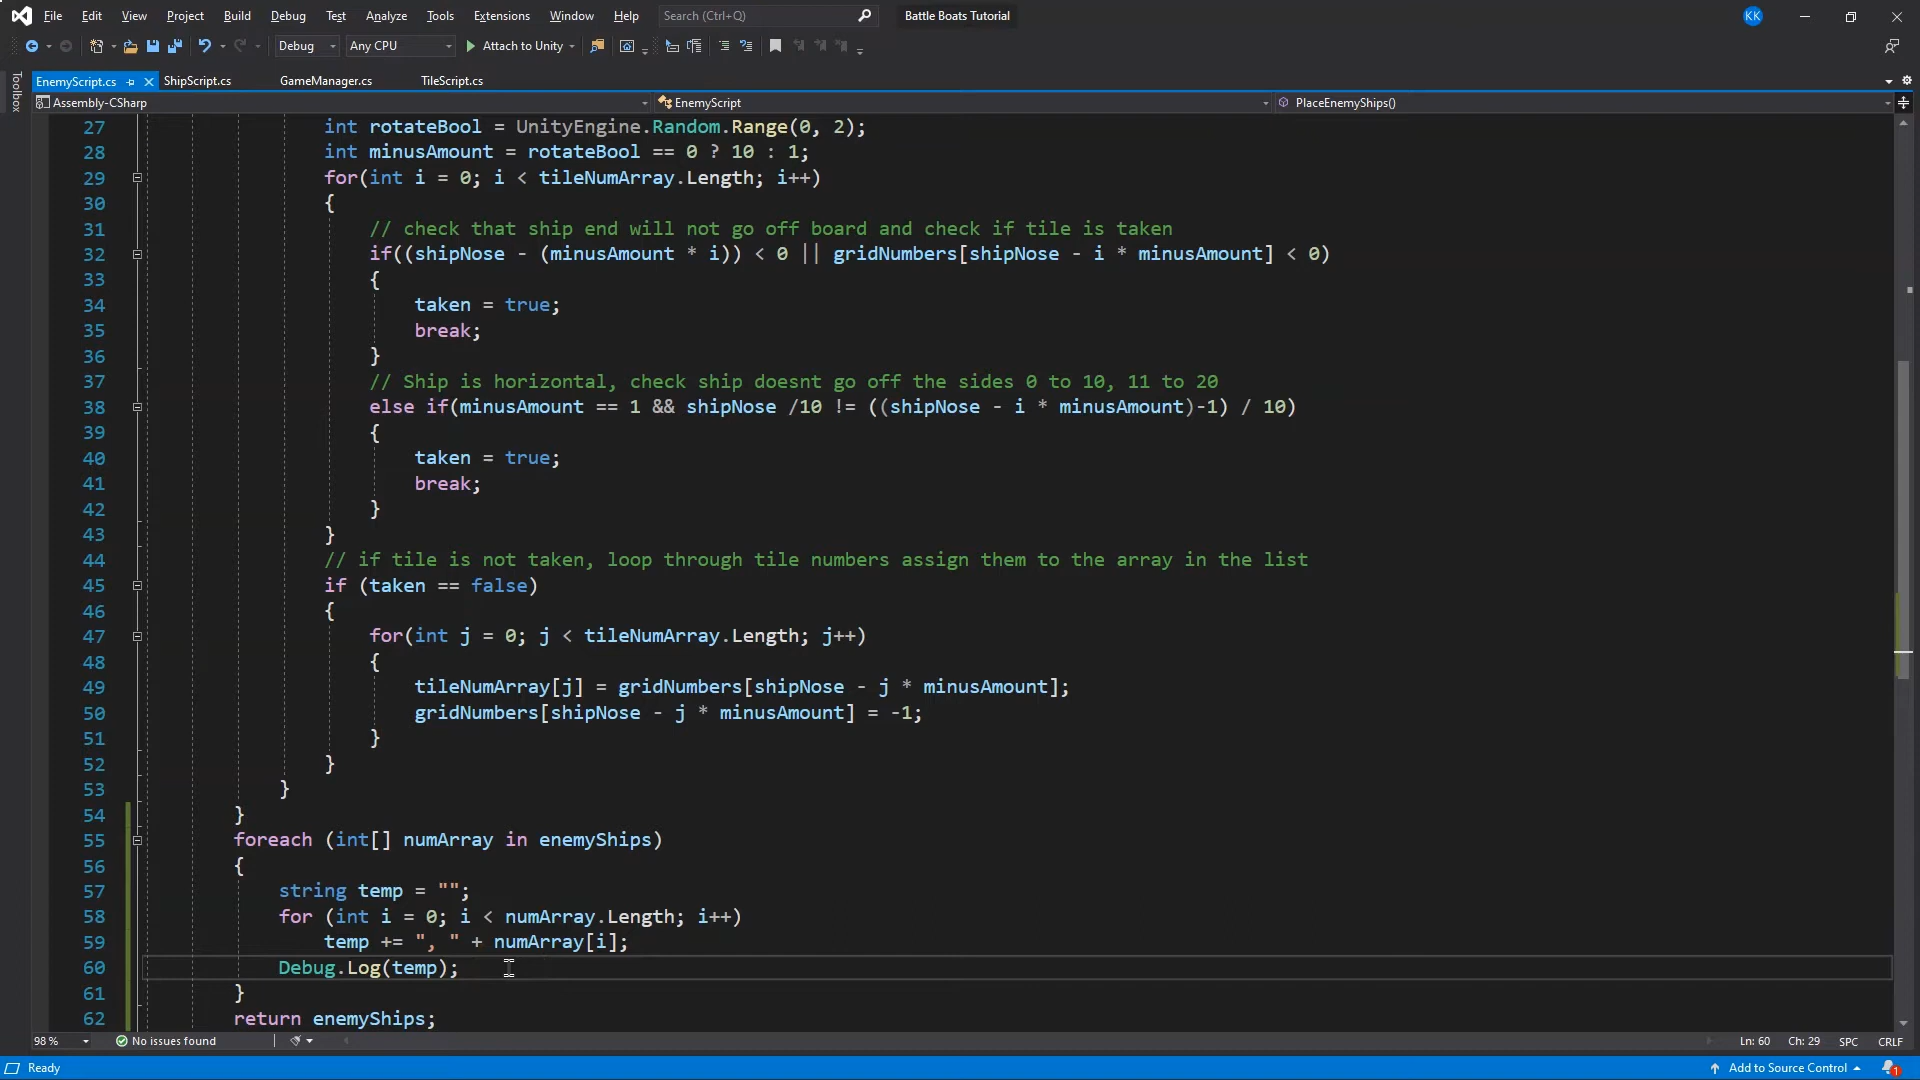 File Edit View Project Build Debug Test Analyze Tools Extensions Window Help Search (Ctrl+Q) Battle Boats Tutorial KK
Debug Any CPU Attach to Unity
Toolbox
EnemyScript.cs ShipScript.cs GameManager.cs TileScript.cs
Assembly-CSharp EnemyScript PlaceEnemyShips()
27 int rotateBool = UnityEngine.Random.Range(0, 2);
28 int minusAmount = rotateBool == 0 ? 10 : 1;
29 for(int i = 0; i < tileNumArray.Length; i++)
30 {
31 // check that ship end will not go off board and check if tile is taken
32 if((shipNose - (minusAmount * i)) < 0 || gridNumbers[shipNose - i * minusAmount] < 0)
33 {
34 taken = true;
35 break;
36 }
37 // Ship is horizontal, check ship doesnt go off the sides 0 to 10, 11 to 20
38 else if(minusAmount == 1 && shipNose /10 != ((shipNose - i * minusAmount)-1) / 10)
39 {
40 taken = true;
41 break;
42 }
43 }
44 // if tile is not taken, loop through tile numbers assign them to the array in the list
45 if (taken == false)
46 {
47 for(int j = 0; j < tileNumArray.Length; j++)
48 {
49 tileNumArray[j] = gridNumbers[shipNose - j * minusAmount];
50 gridNumbers[shipNose - j * minusAmount] = -1;
51 }
52 }
53 }
54 }
55 foreach (int[] numArray in enemyShips)
56 {
57 string temp = "";
58 for (int i = 0; i < numArray.Length; i++)
59 temp += ", " + numArray[i];
60 Debug.Log(temp);
61 }
62 return enemyShips;
98 % No issues found Ln: 60 Ch: 29 SPC CRLF
Ready Add to Source Control 1